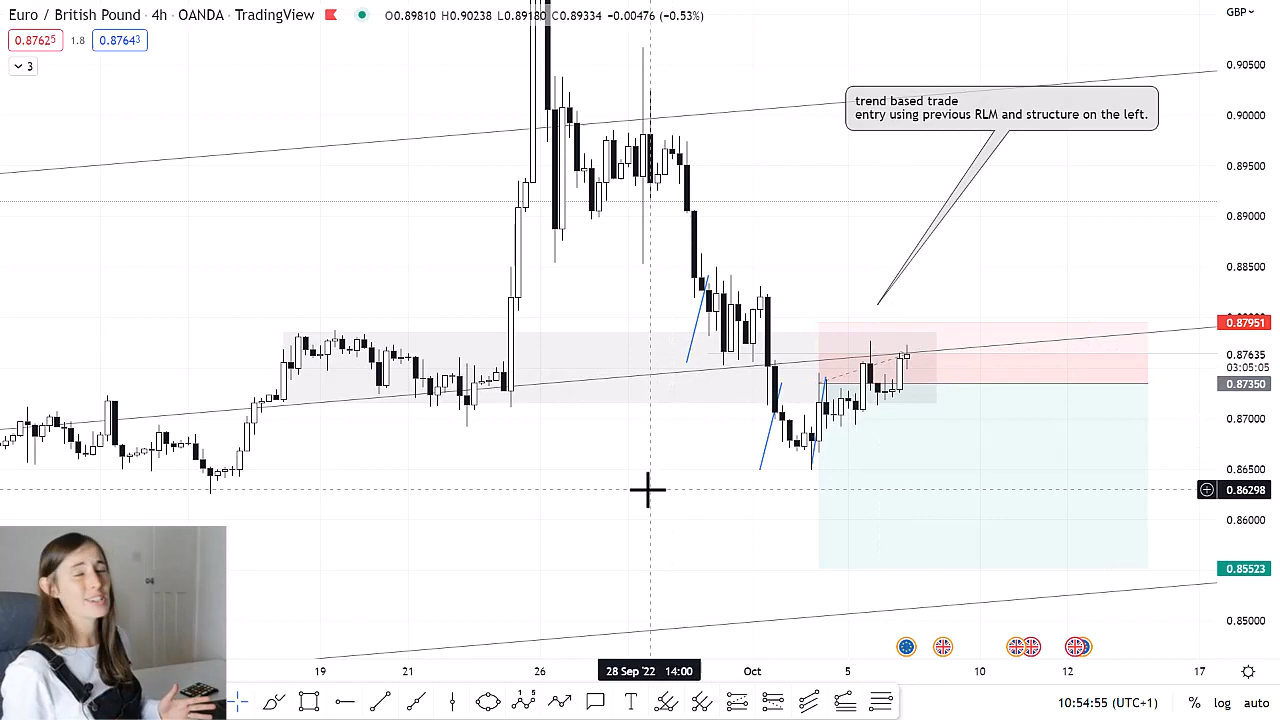 Euro / British Pound · 4h · OANDA · TradingView O0.89810 H0.90238 L0.89180 C0.89334 −0.00476 (−0.53%) GBP
0.87625 1.8 0.87643
3
0.90500
trend based trade
entry using previous RLM and structure on the left.
0.90000
0.89500
0.89000
0.88500
0.87951
0.87635
03:05:05
0.87350
0.87000
0.86500
0.86298
0.86000
0.85523
0.85000
19 21 26 28 Sep '22 14:00 Oct 5 10 12 17
10:54:55 (UTC+1) % log auto